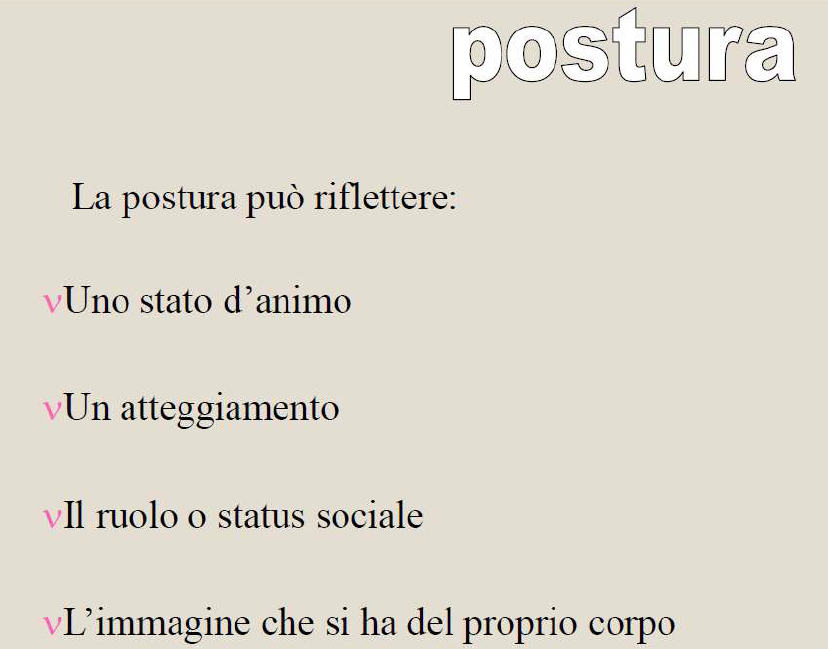 postura
La postura può riflettere:
νUno stato d’animo
νUn atteggiamento
νIl ruolo o status sociale
νL’immagine che si ha del proprio corpo